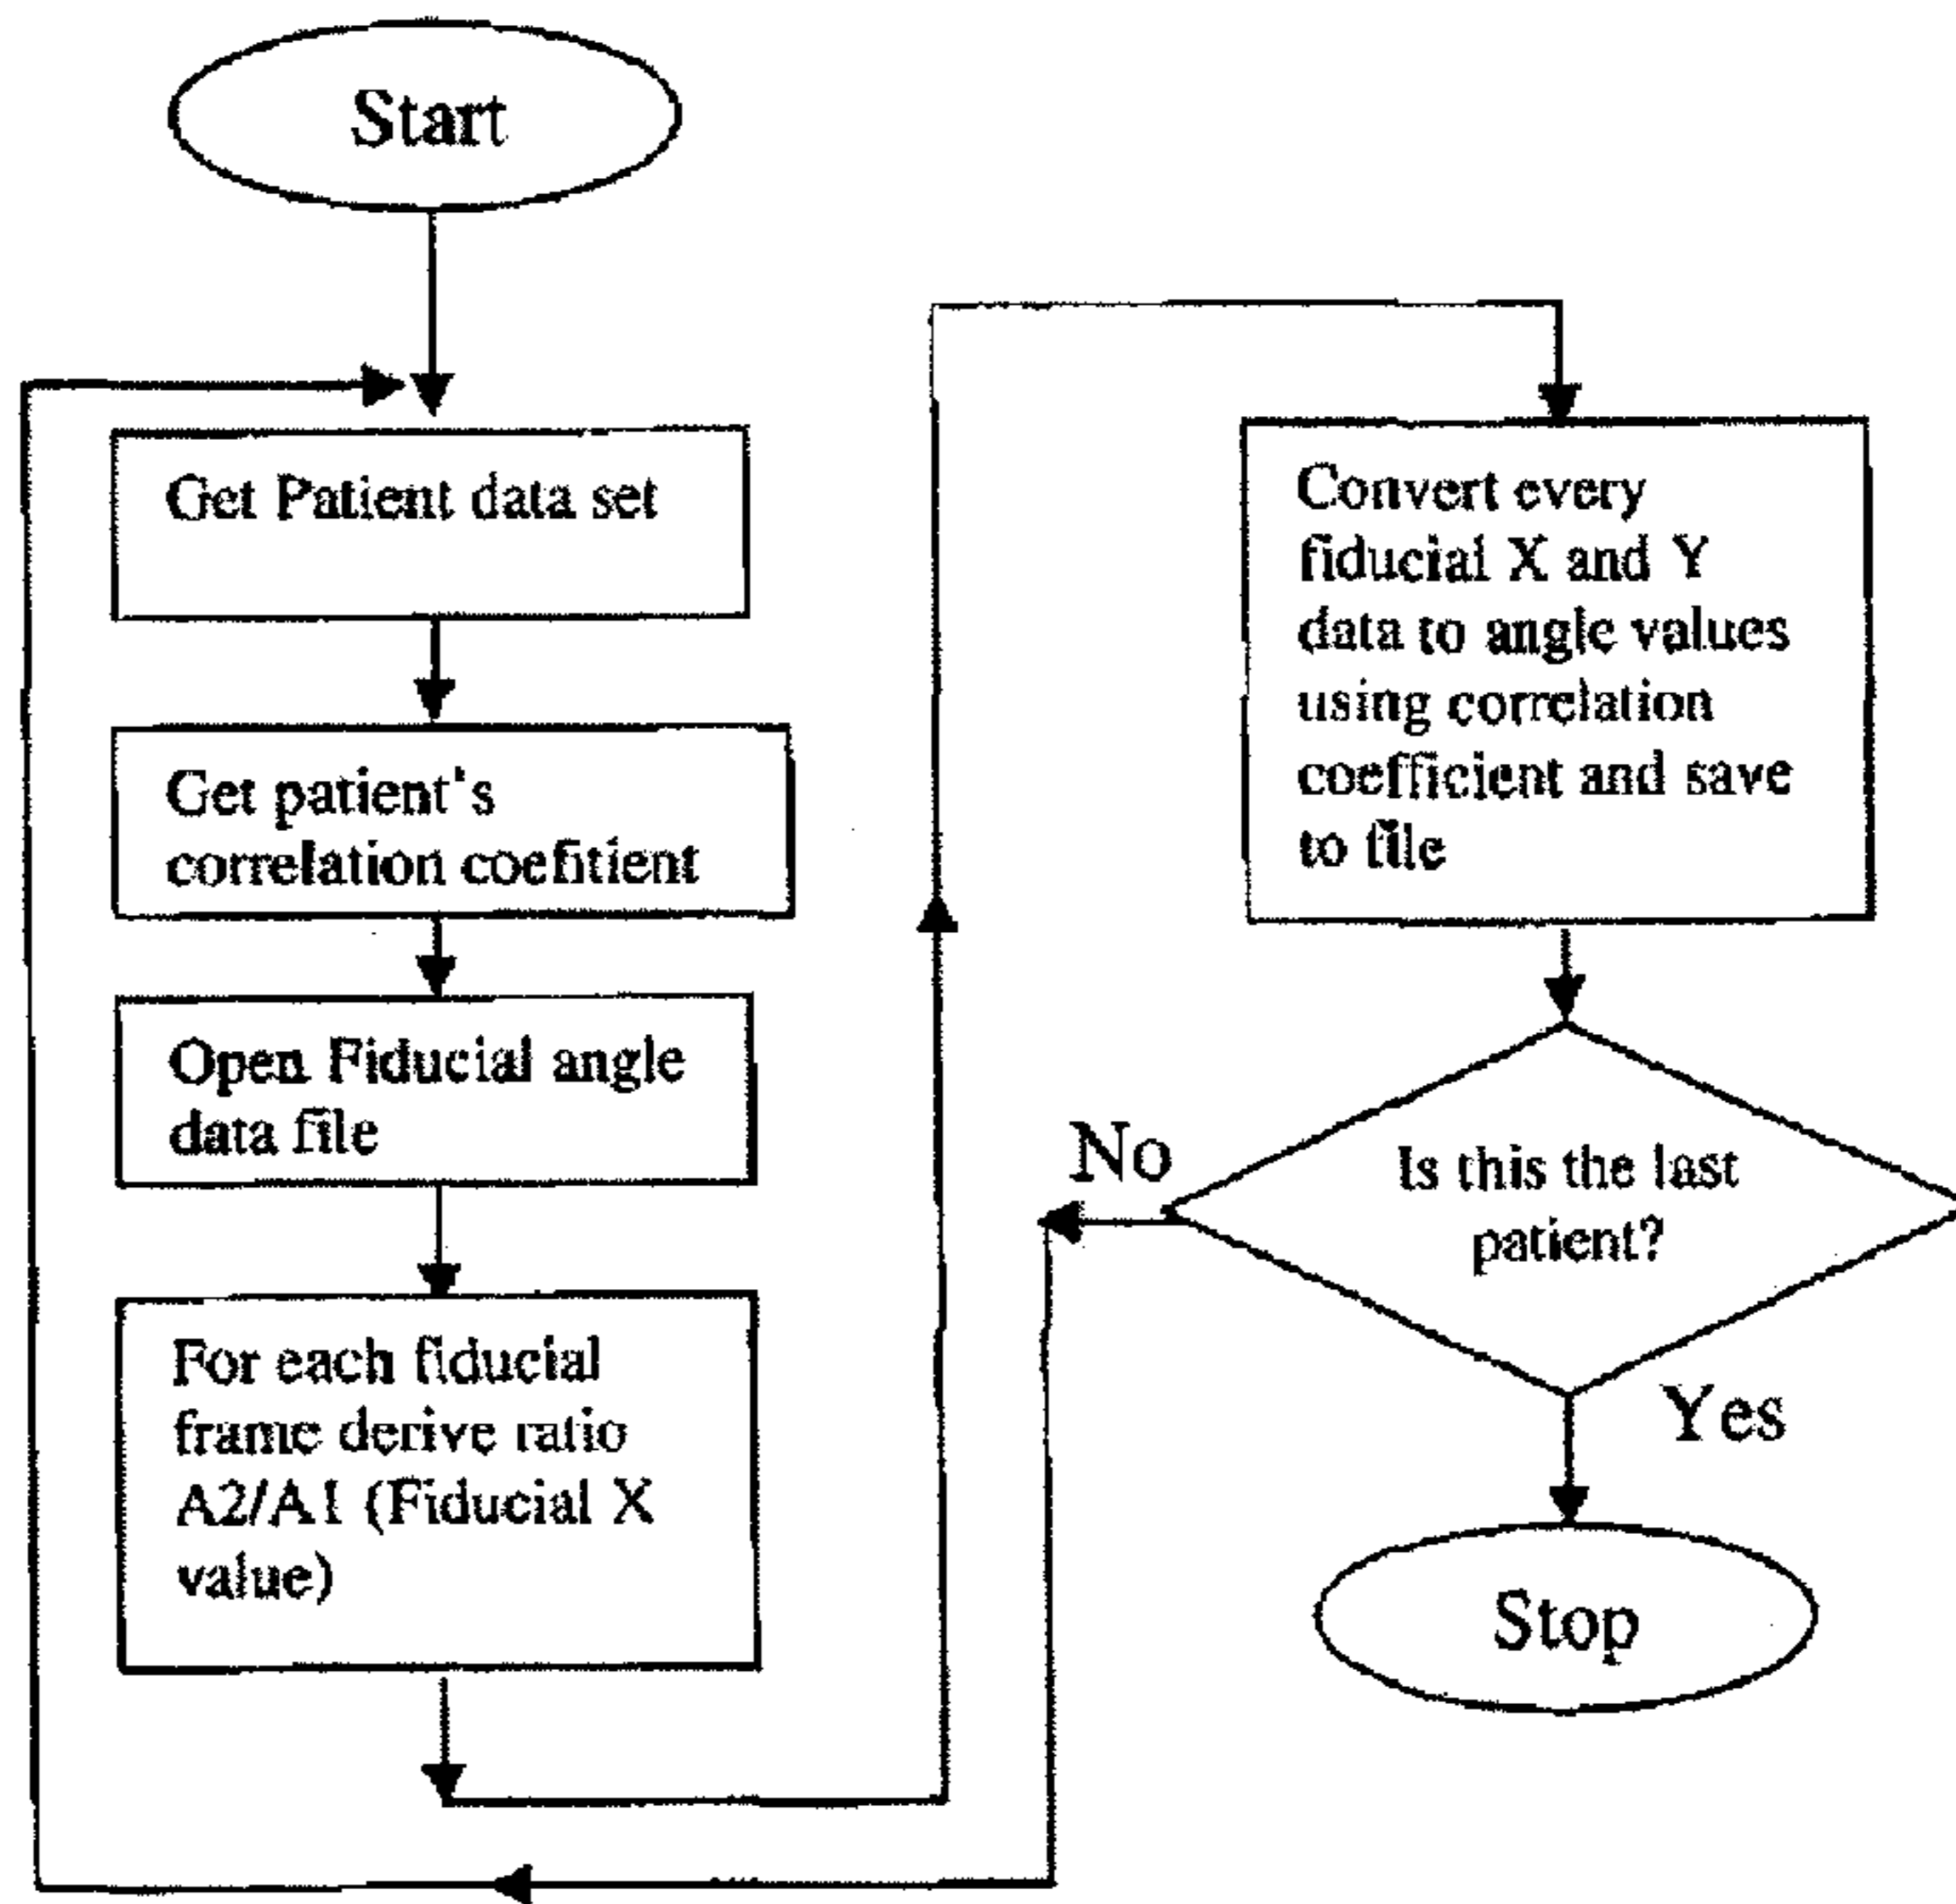 Start
Get Patient data set
Get patient's
correlation coefitient
Open Fiducial angle
data file
For each fiducial
frame derive ratio
A2/A1 (Fiducial X
value)
Convert every
fiducial X and Y
data to angle values
using correlation
coefficient and save
to file
Is this the last
patient?
No
Yes
Stop